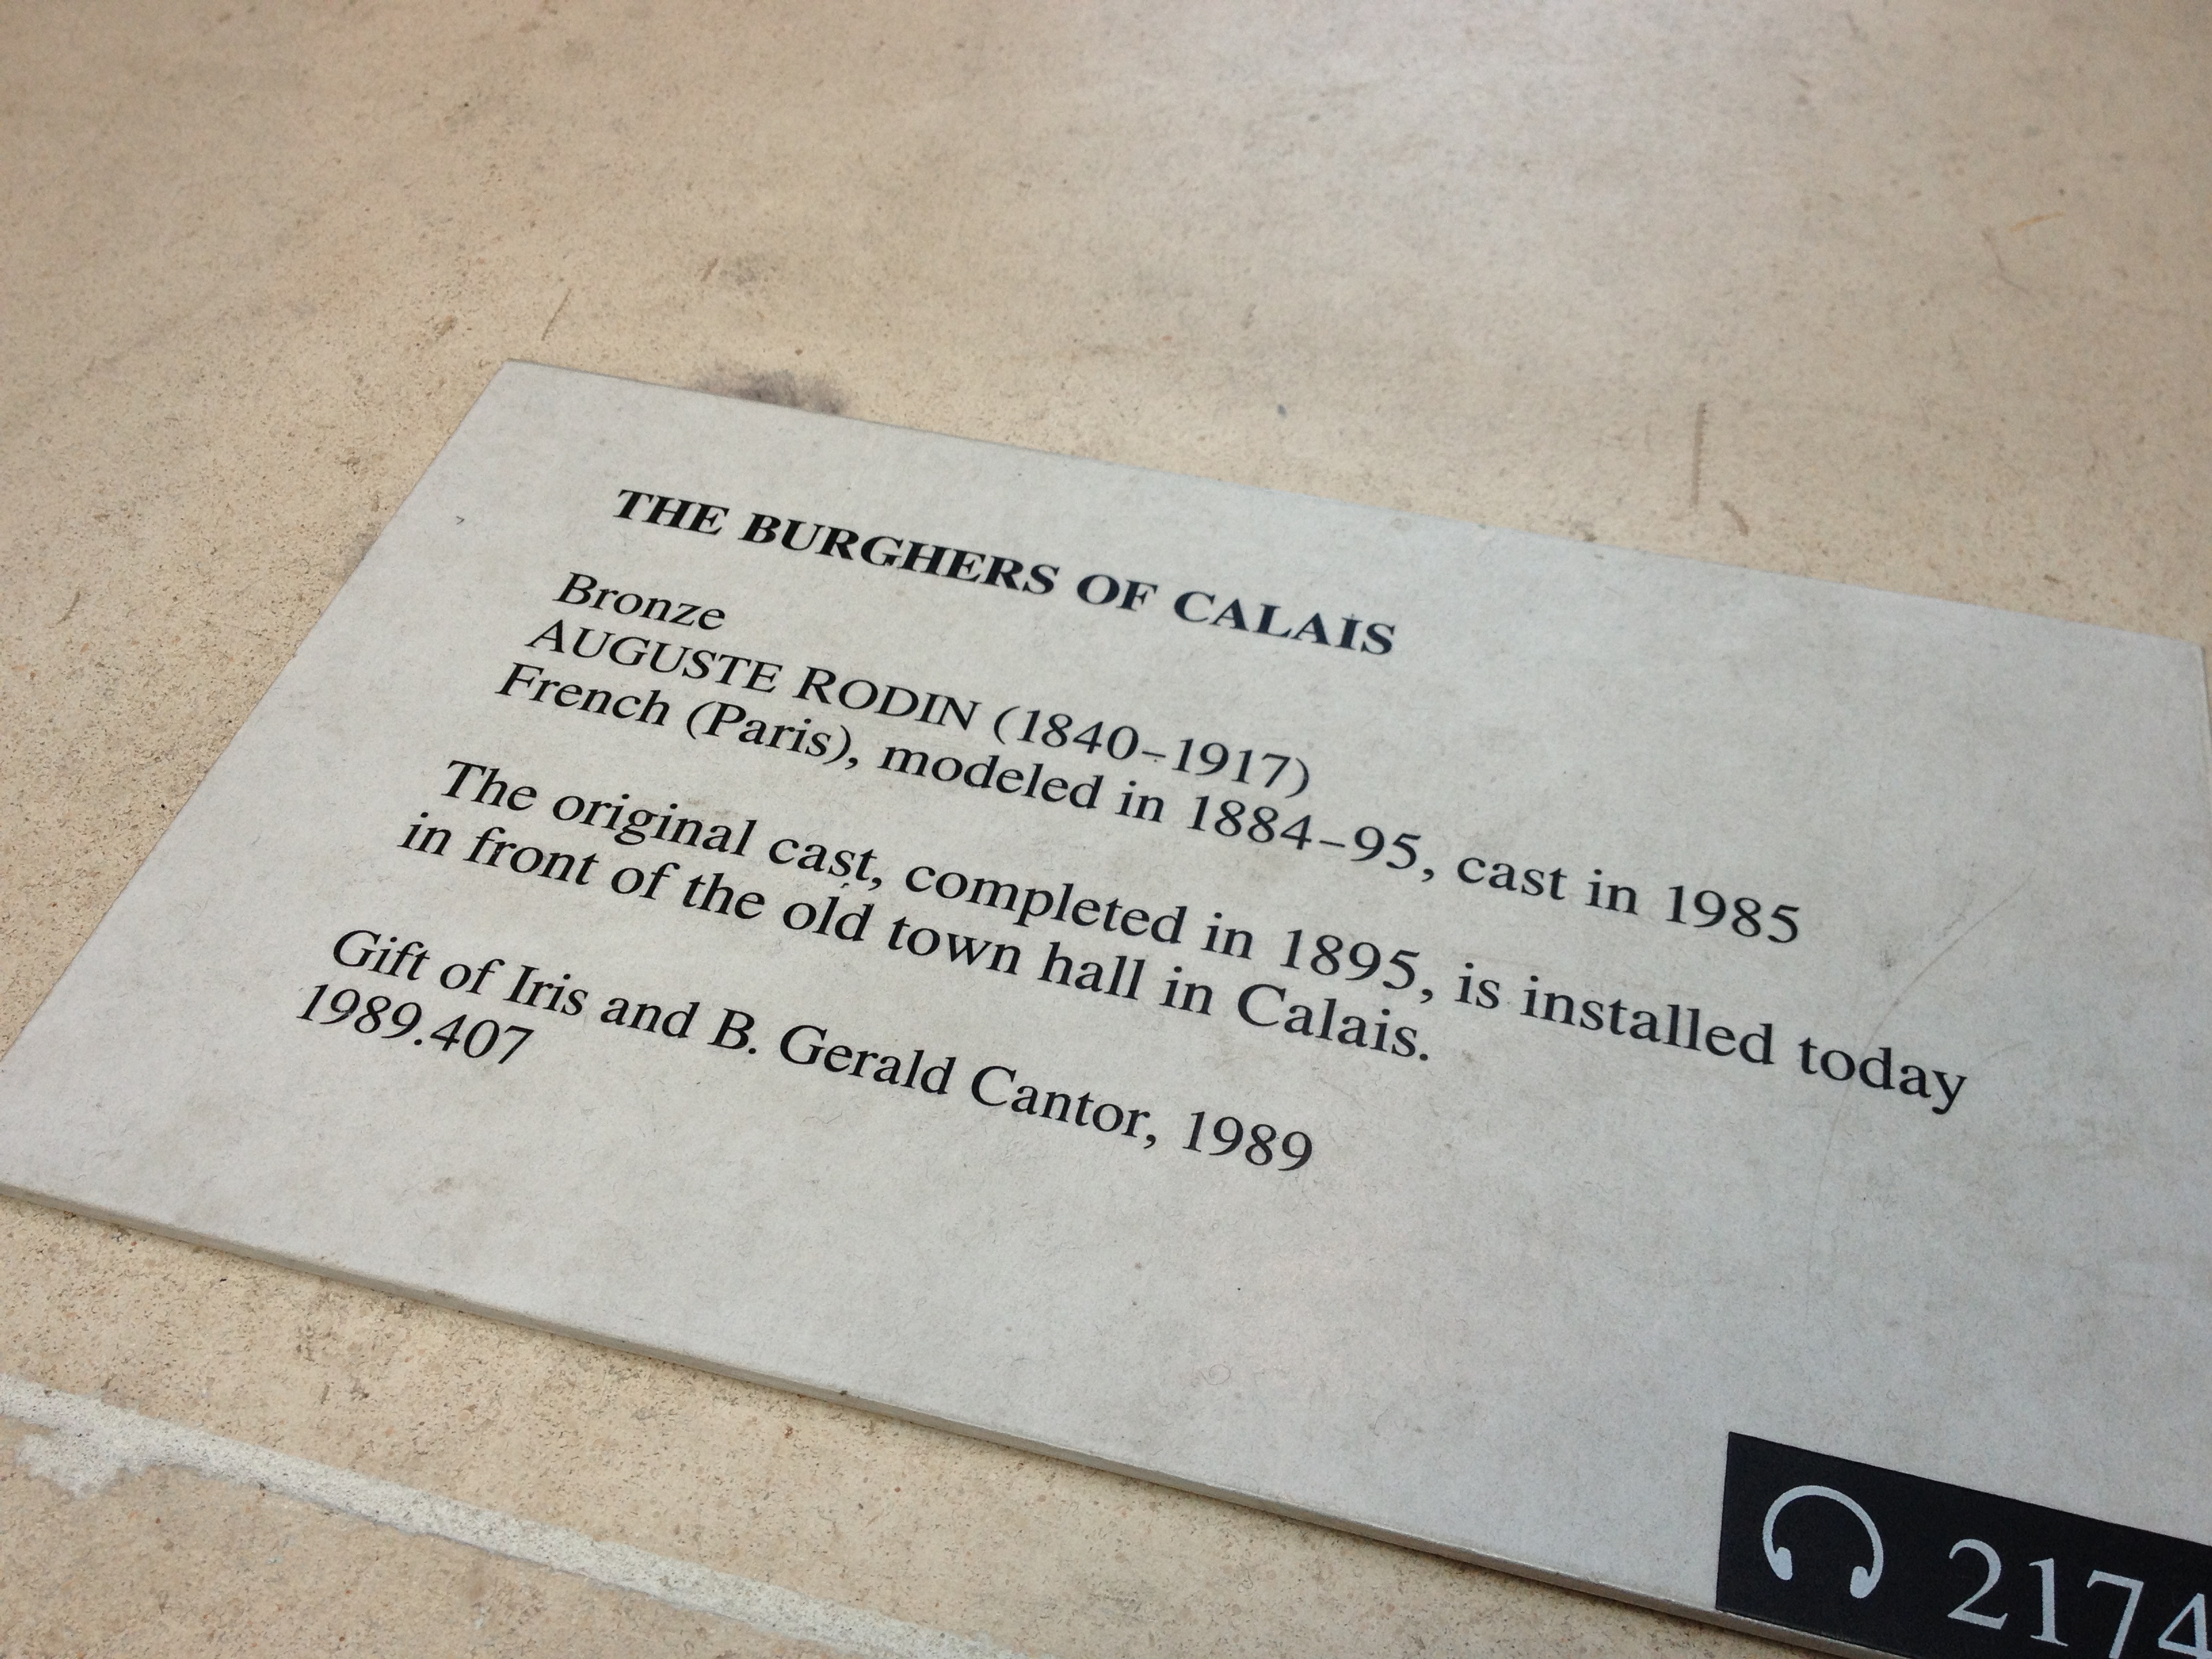 THE BURGHERS OF CALAIS
Bronze
AUGUSTE RODIN (1840–1917)
French (Paris), modeled in 1884–95, cast in 1985
The original cast, completed in 1895, is installed today
in front of the old town hall in Calais.
Gift of Iris and B. Gerald Cantor, 1989
1989.407
2174